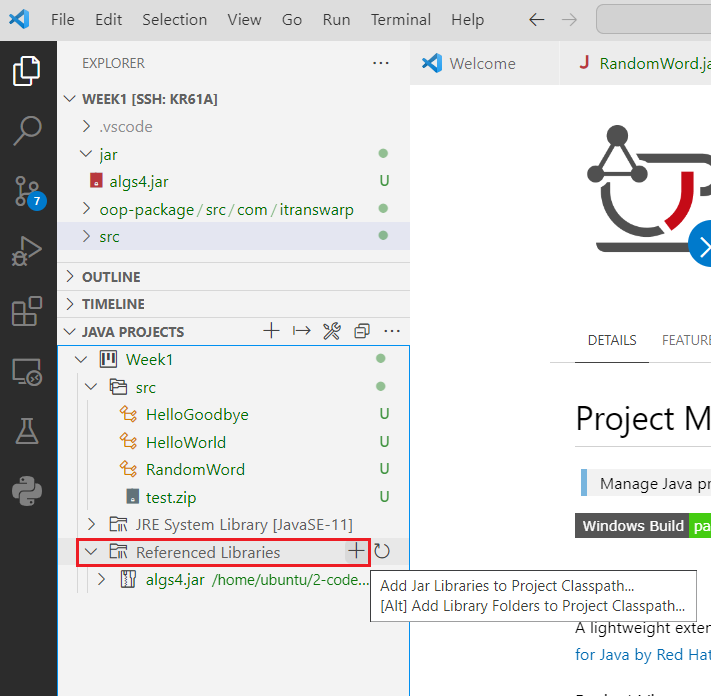 File Edit Selection View Go Run Terminal Help
EXPLORER
Welcome
RandomWord.ja
WEEK1 [SSH: KR61A]
.vscode
jar
algs4.jar U
oop-package / src / com / itranswarp
src
7
OUTLINE
TIMELINE
JAVA PROJECTS
Week1
src
HelloGoodbye U
HelloWorld U
RandomWord U
test.zip U
JRE System Library [JavaSE-11]
Referenced Libraries
algs4.jar /home/ubuntu/2-code...
Add Jar Libraries to Project Classpath...
[Alt] Add Library Folders to Project Classpath...
DETAILS FEATURE
Project M
Manage Java pr
Windows Build pa
A lightweight exten
for Java by Red Hat